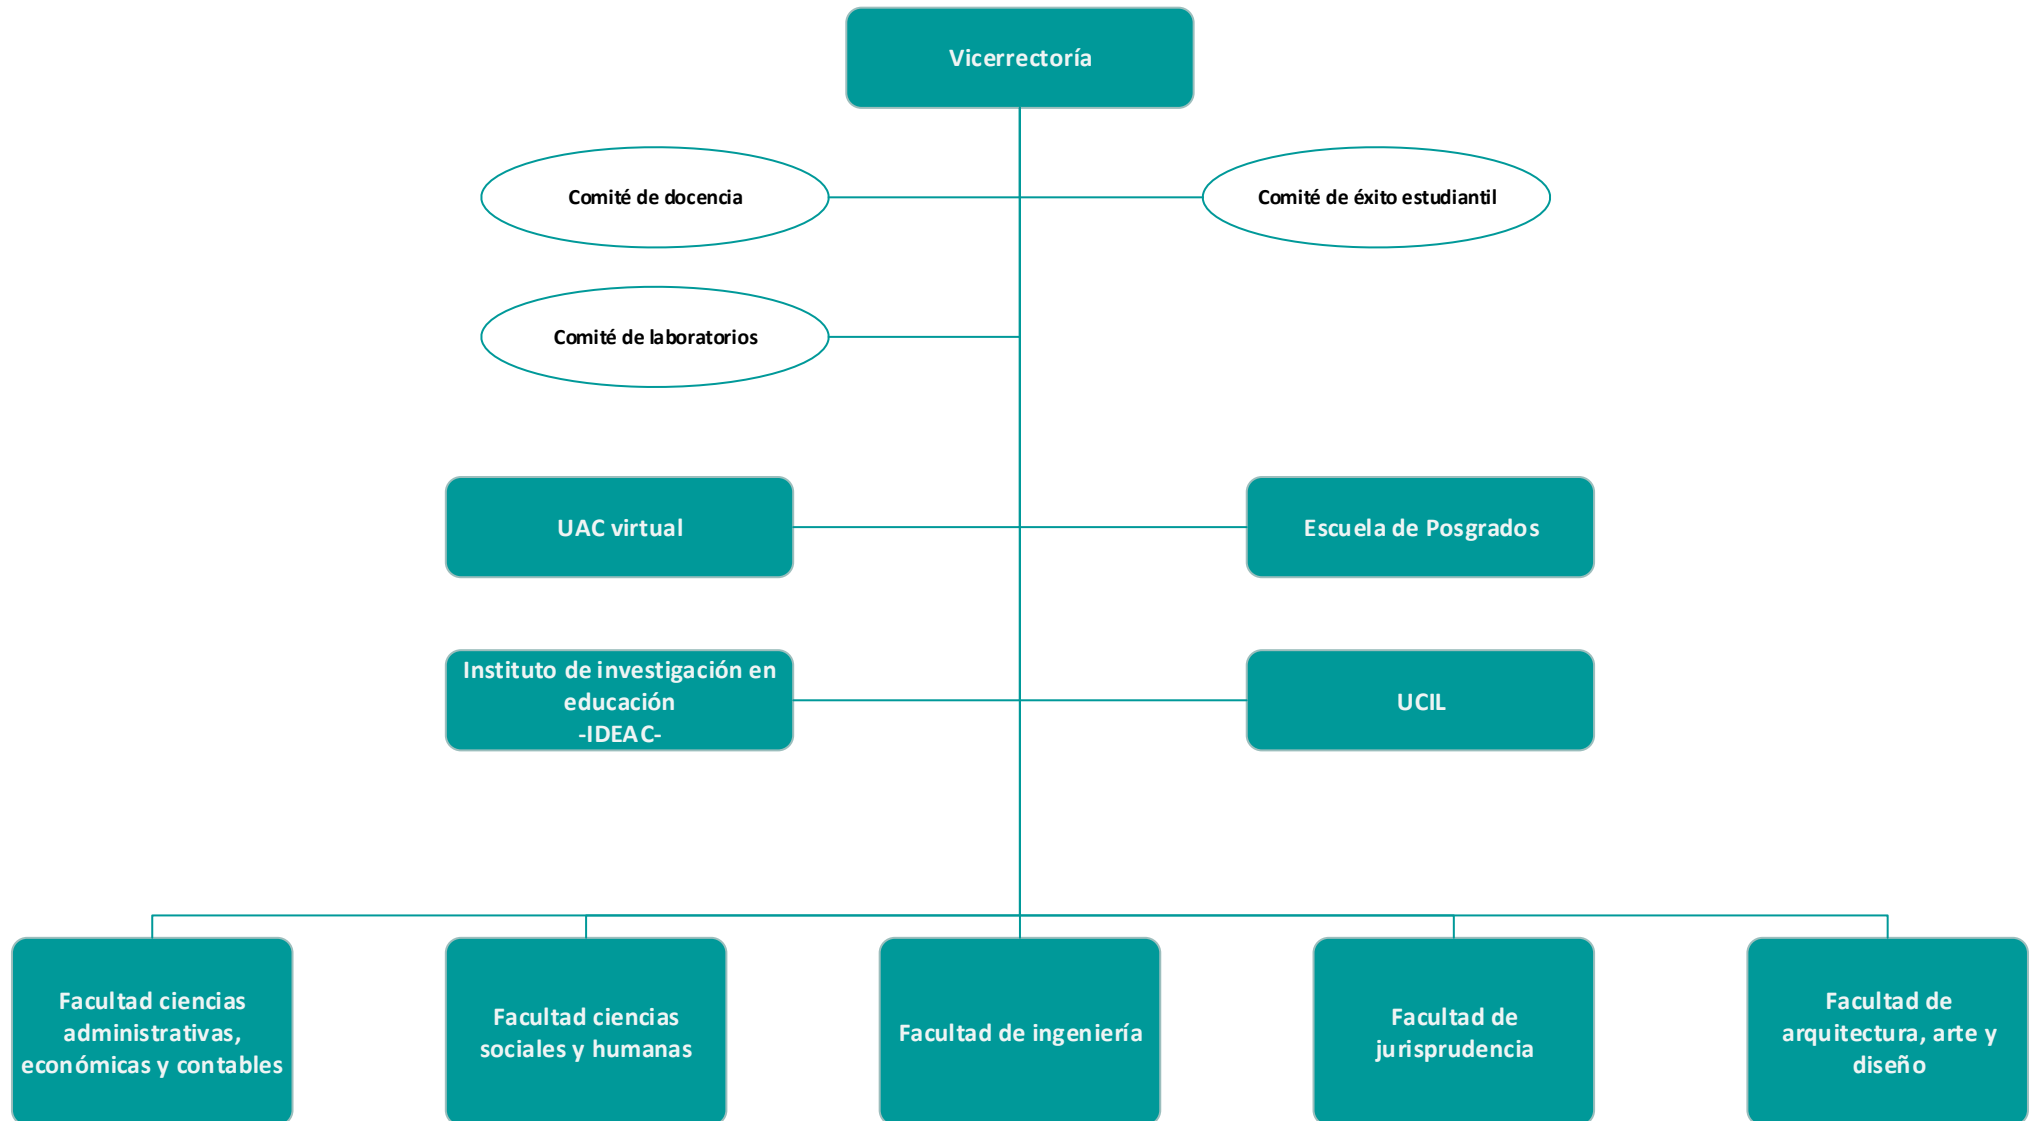 Vicerrectoría
Comité de docencia
Comité de éxito estudiantil
Comité de laboratorios
UAC virtual
Escuela de Posgrados
Instituto de investigación en
educación
-IDEAC-
UCIL
Facultad ciencias
administrativas,
económicas y contables
Facultad ciencias
sociales y humanas
Facultad de ingeniería
Facultad de
jurisprudencia
Facultad de
arquitectura, arte y
diseño